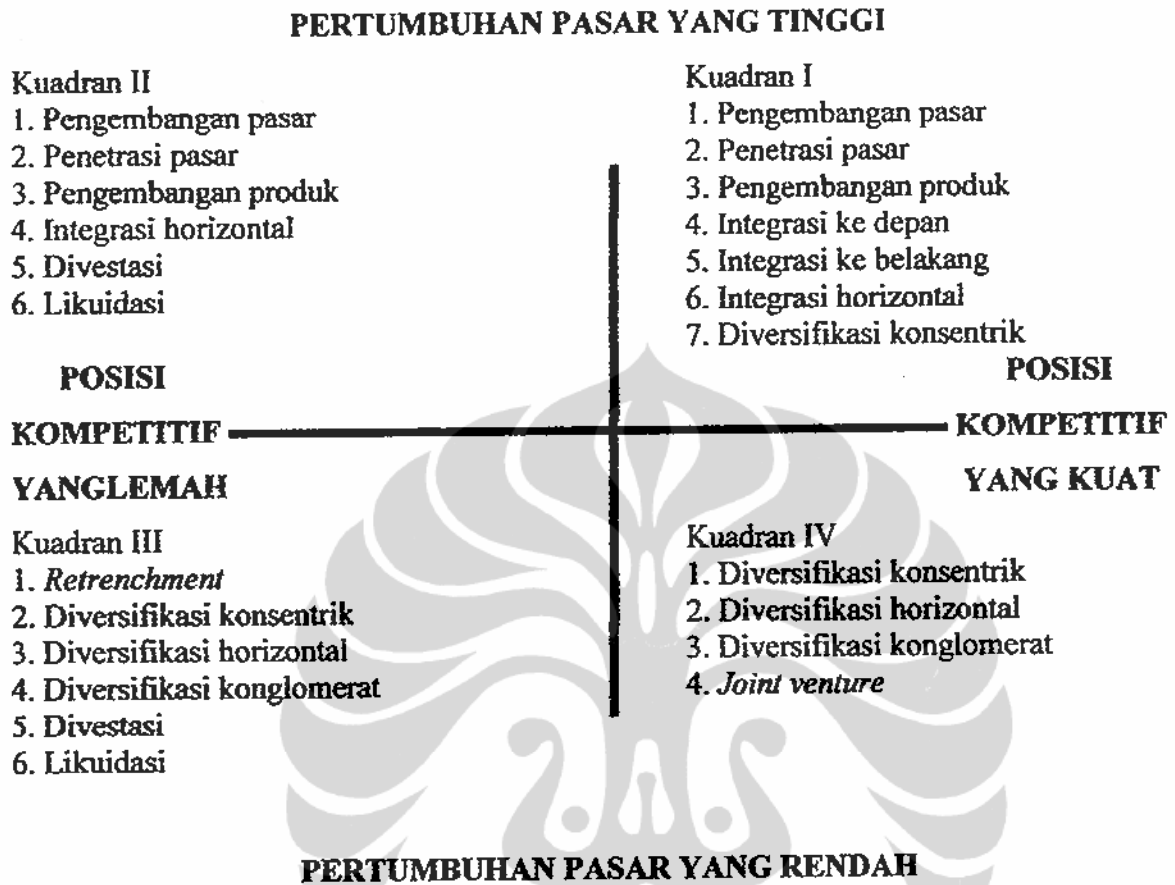 PERTUMBUHAN PASAR YANG TINGGI
Kuadran II
1. Pengembangan pasar
2. Penetrasi pasar
3. Pengembangan produk
4. Integrasi horizontal
5. Divestasi
6. Likuidasi
Kuadran I
1. Pengembangan pasar
2. Penetrasi pasar
3. Pengembangan produk
4. Integrasi ke depan
5. Integrasi ke belakang
6. Integrasi horizontal
7. Diversifikasi konsentrik
POSISI
KOMPETITIF
YANGLEMAH
POSISI
KOMPETITIF
YANG KUAT
Kuadran III
1. Retrenchment
2. Diversifikasi konsentrik
3. Diversifikasi horizontal
4. Diversifikasi konglomerat
5. Divestasi
6. Likuidasi
Kuadran IV
1. Diversifikasi konsentrik
2. Diversifikasi horizontal
3. Diversifikasi konglomerat
4. Joint venture
PERTUMBUHAN PASAR YANG RENDAH